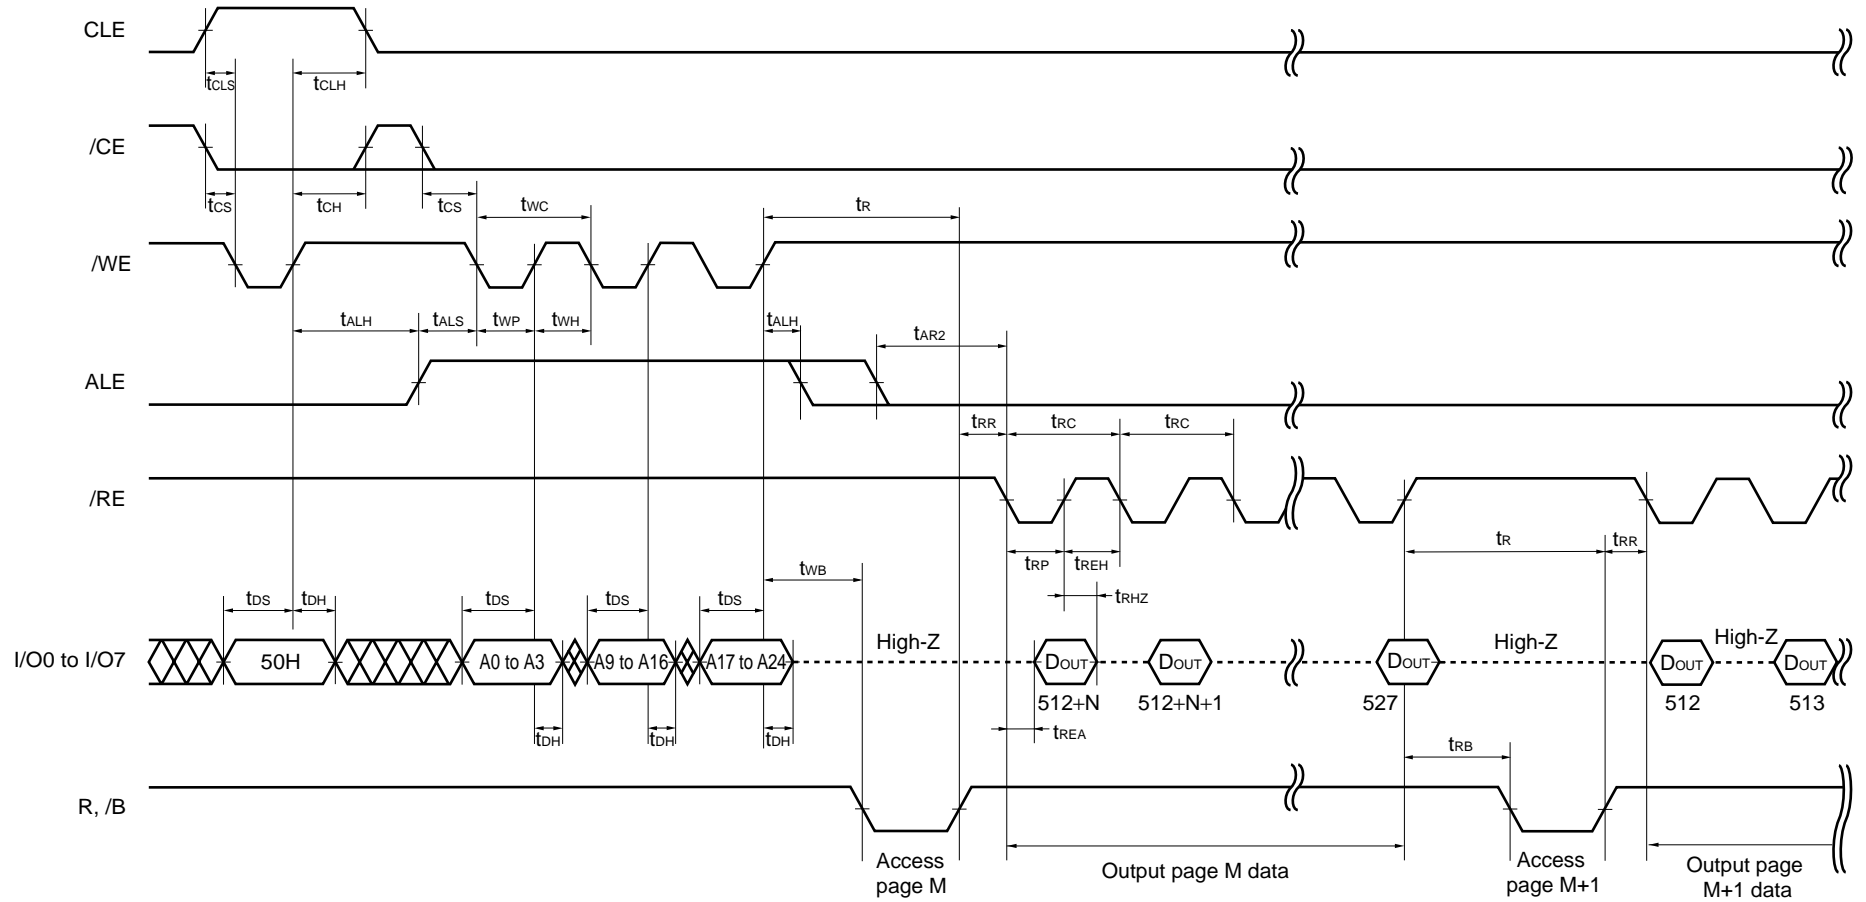 CLE
tCLS
tCLH
/CE
tCS
tCH
tCS
tWC
tR
/WE
tALH
tALS
tWP
tWH
tALH
tAR2
ALE
tRR
tRC
tRC
/RE
tR
tRR
tRP
tREH
tWB
tRHZ
tDS
tDH
tDS
tDS
tDS
I/O0 to I/O7
50H
A0 to A3
A9 to A16
A17 to A24
High-Z
DOUT
DOUT
DOUT
High-Z
DOUT
High-Z
DOUT
512+N
512+N+1
527
512
513
tDH
tDH
tDH
tREA
tRB
R, /B
Access
page M
Output page M data
Access
page M+1
Output page
M+1 data